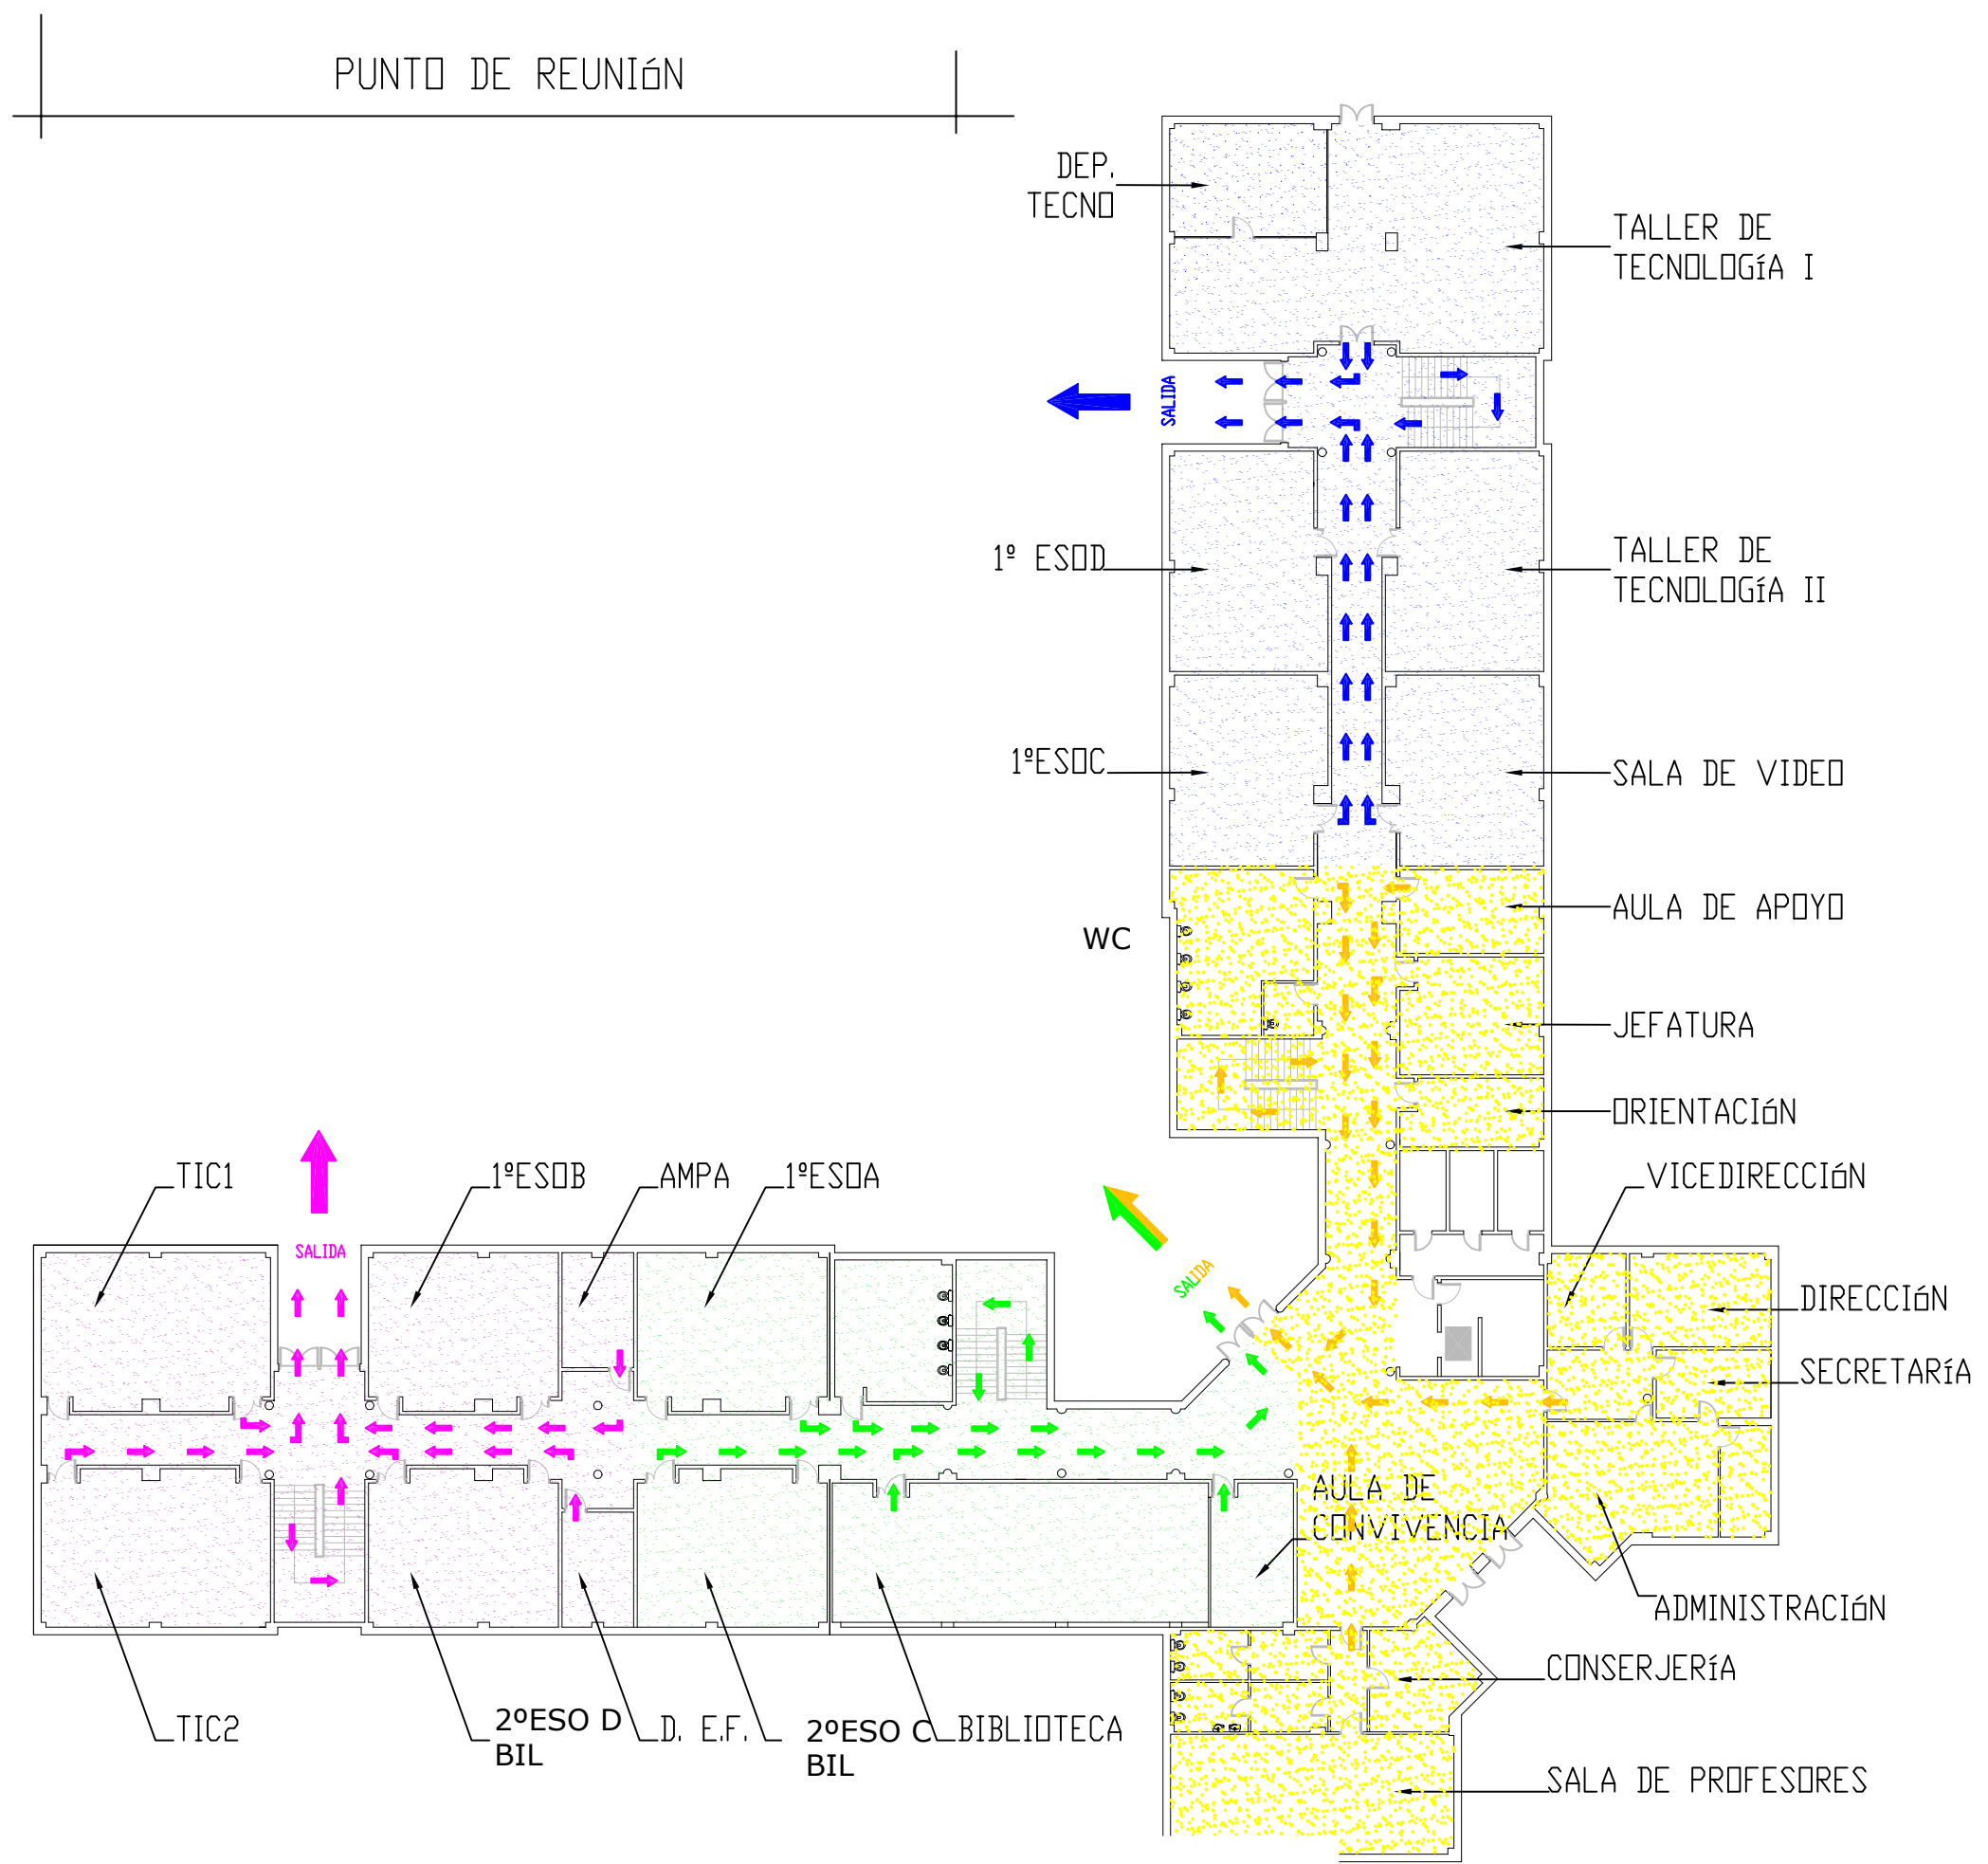 PUNTO DE REUNIóN
DEP.
TECNO
TALLER DE
TECNOLOGíA I
SALIDA
1º ESOD
TALLER DE
TECNOLOGíA II
1ºESOC
SALA DE VIDEO
AULA DE APOYO
WC
JEFATURA
ORIENTACIóN
TIC1
1ºESOB
AMPA
1ºESOA
VICEDIRECCIóN
SALIDA
SALIDA
DIRECCIóN
SECRETARíA
AULA DE
CONVIVENCIA
ADMINISTRACIóN
CONSERJERíA
TIC2
2ºESO D
BIL
D. E.F.
2ºESO C
BIL
BIBLIOTECA
SALA DE PROFESORES